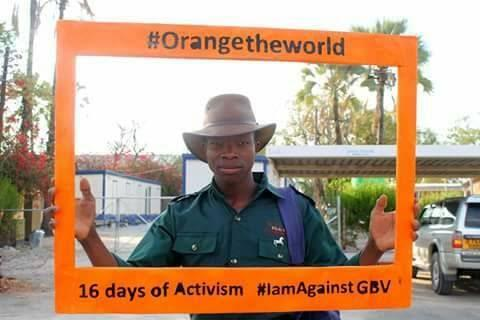 #Orangetheworld
16 days of Activism #IamAgainst GBV